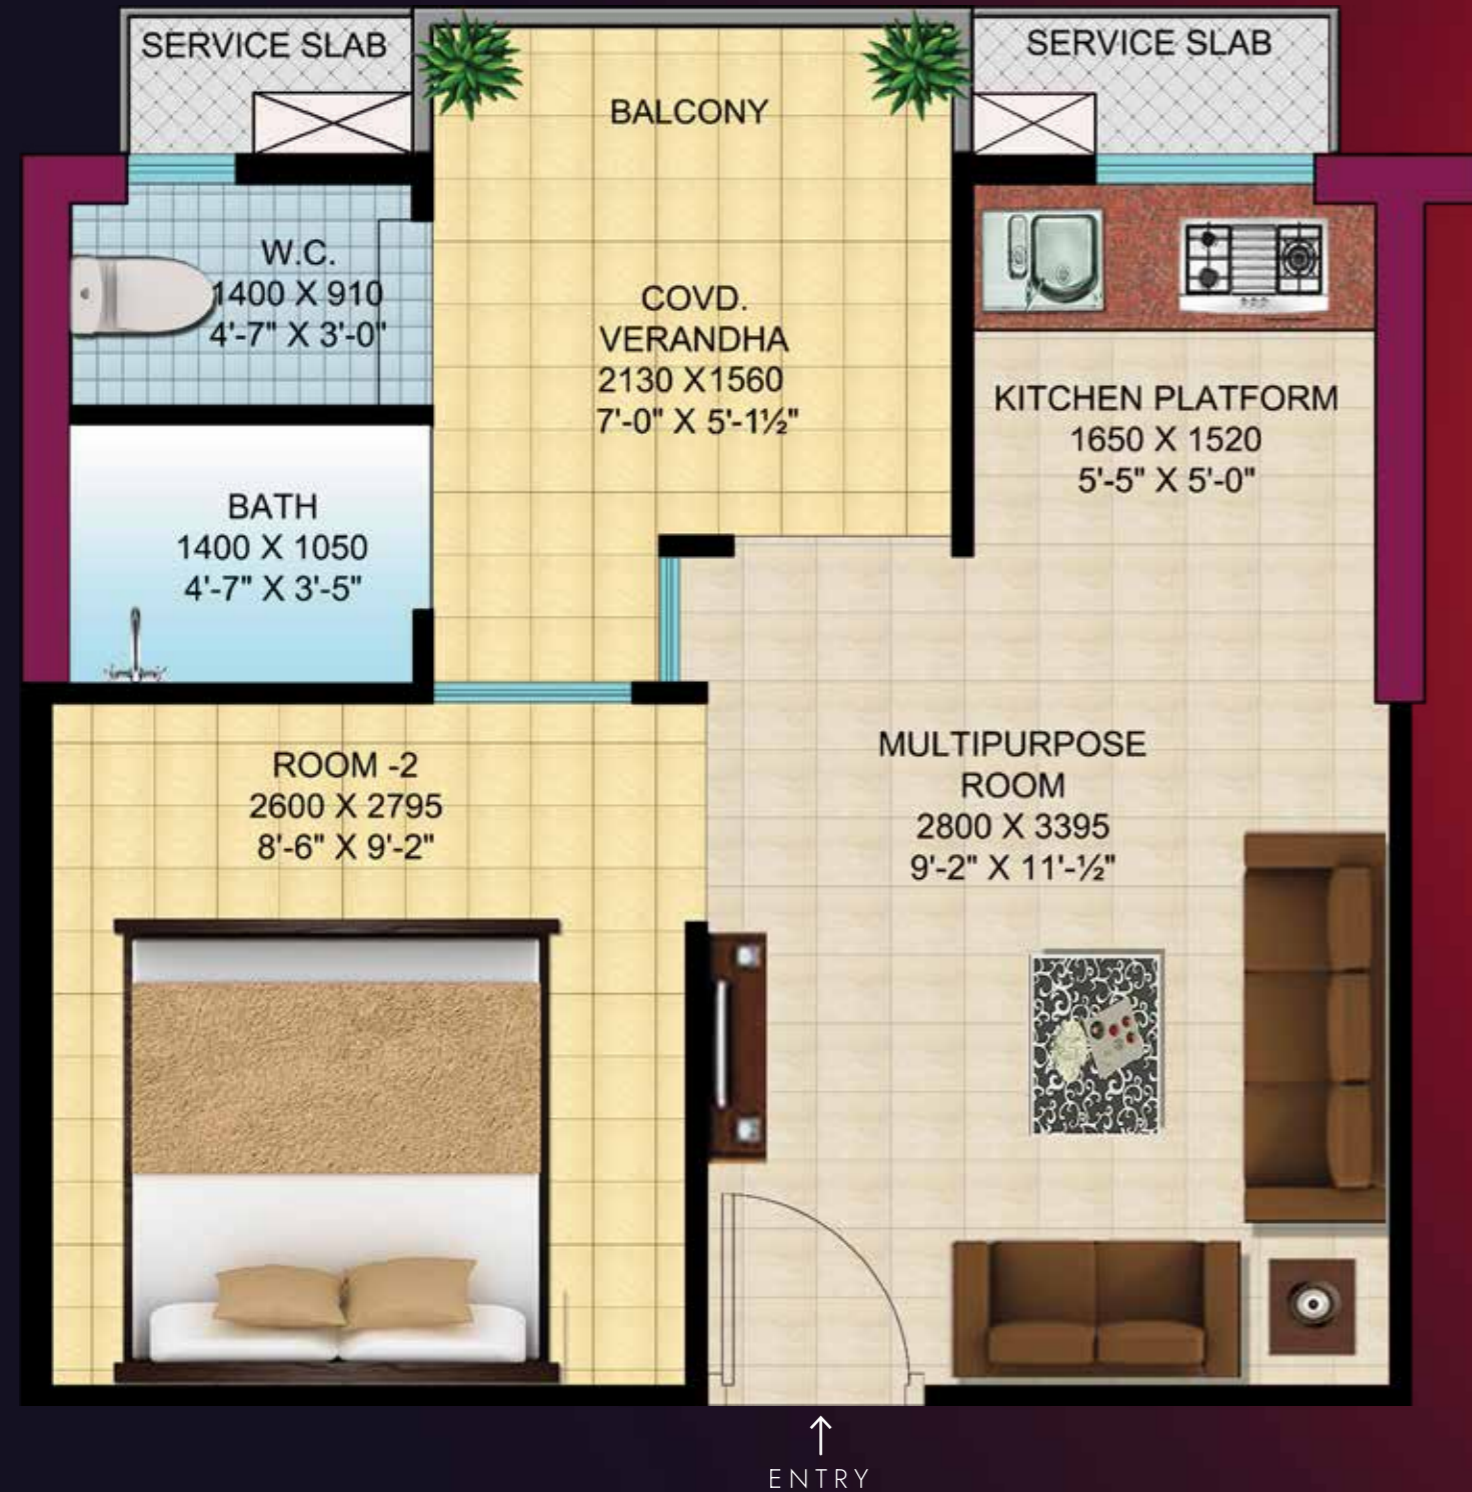 SERVICE SLAB
SERVICE SLAB
BALCONY
W.C.
1400 X 910
4'-7" X 3'-0"
COVD.
VERANDHA
2130 X1560
7'-0" X 5'-1½"
KITCHEN PLATFORM
1650 X 1520
5'-5" X 5'-0"
BATH
1400 X 1050
4'-7" X 3'-5"
ROOM -2
2600 X 2795
8'-6" X 9'-2"
MULTIPURPOSE
ROOM
2800 X 3395
9'-2" X 11'-½"
ENTRY